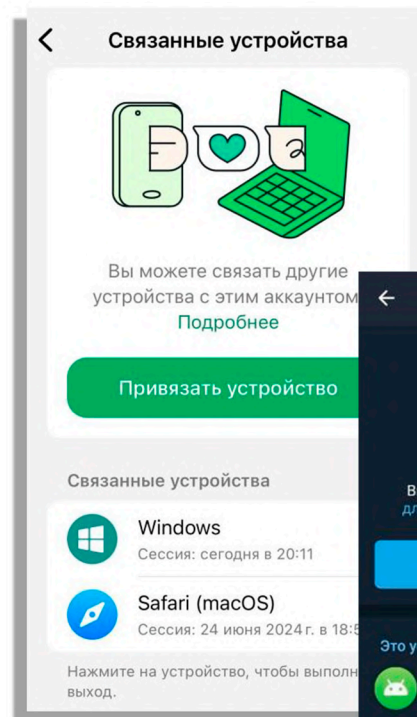 Связанные устройства
Вы можете связать другие
устройства с этим аккаунтом
Подробнее
Привязать устройство
Связанные устройства
Windows
Сессия: сегодня в 20:11
Safari (macOS)
Сессия: 24 июня 2024 г. в 18:5
Нажмите на устройство, чтобы
выход.
Это